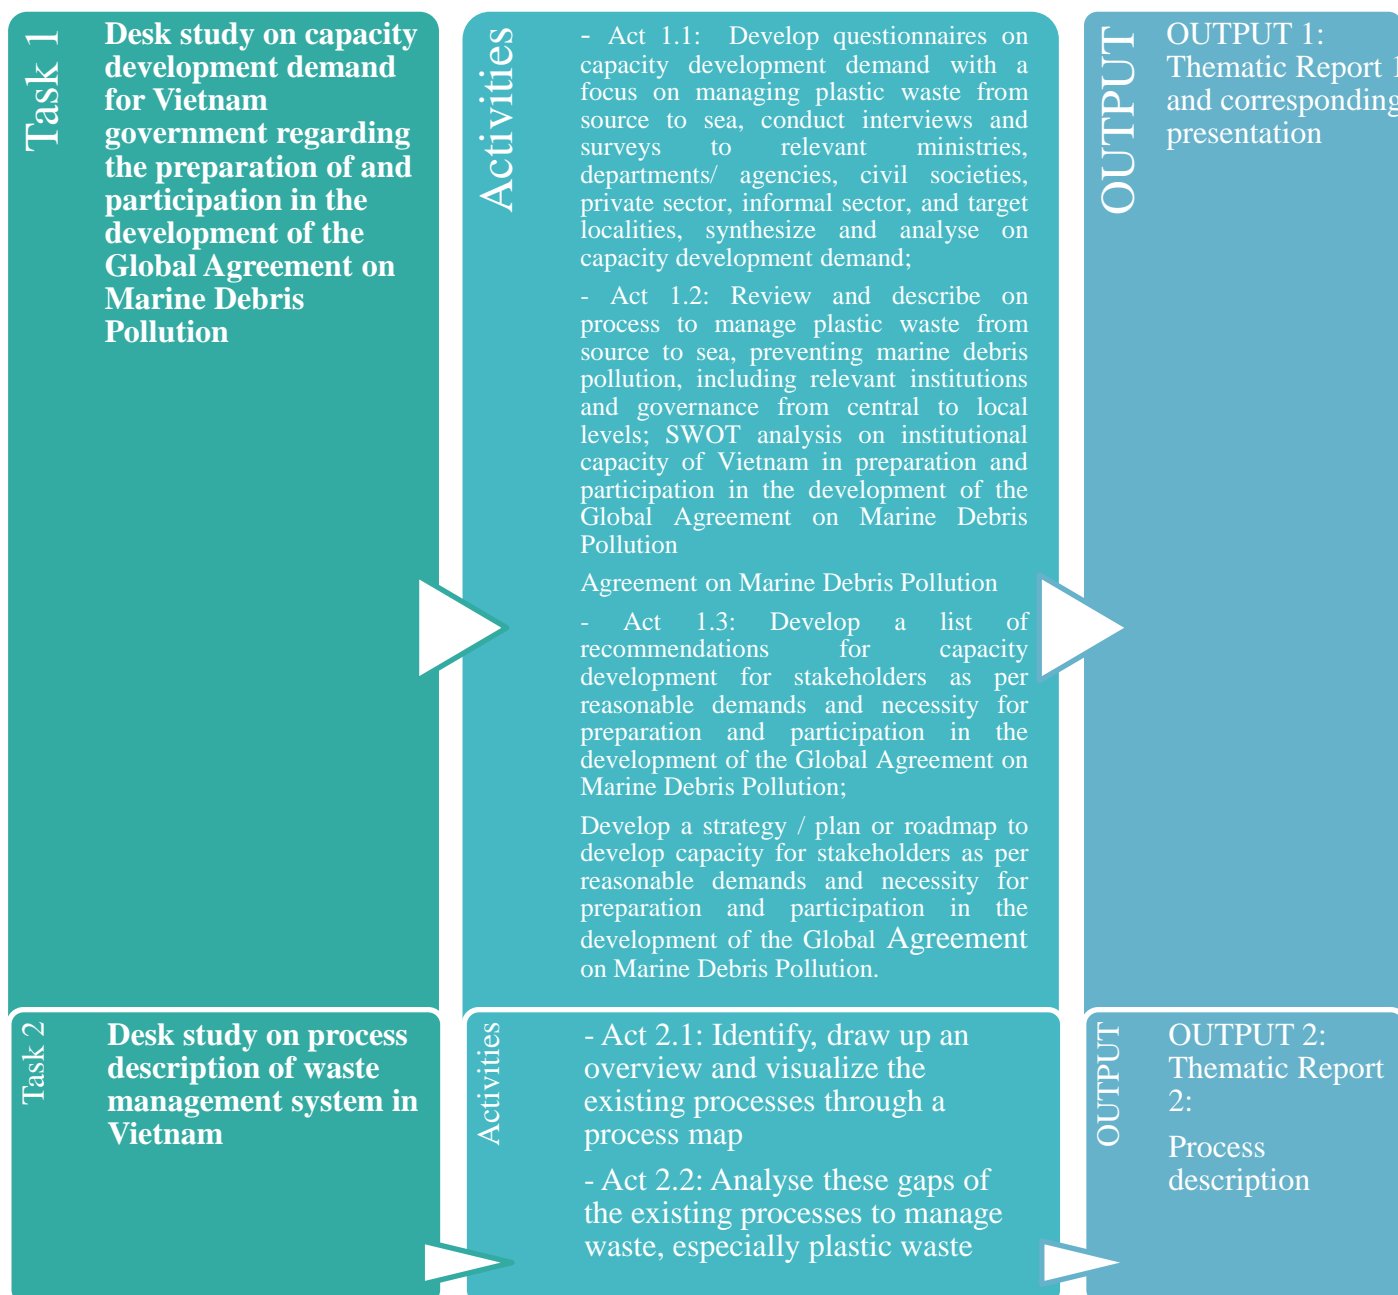 Task 1
Desk study on capacity
development demand
for Vietnam
government regarding
the preparation of and
participation in the
development of the
Global Agreement on
Marine Debris
Pollution
Activities
- Act 1.1: Develop questionnaires on
capacity development demand with a
focus on managing plastic waste from
source to sea, conduct interviews and
surveys to relevant ministries,
departments/ agencies, civil societies,
private sector, informal sector, and target
localities, synthesize and analyse on
capacity development demand;
- Act 1.2: Review and describe on
process to manage plastic waste from
source to sea, preventing marine debris
pollution, including relevant institutions
and governance from central to local
levels; SWOT analysis on institutional
capacity of Vietnam in preparation and
participation in the development of the
Global Agreement on Marine Debris
Pollution
Agreement on Marine Debris Pollution
- Act 1.3: Develop a list of
recommendations for capacity
development for stakeholders as per
reasonable demands and necessity for
preparation and participation in the
development of the Global Agreement on
Marine Debris Pollution;
Develop a strategy / plan or roadmap to
develop capacity for stakeholders as per
reasonable demands and necessity for
preparation and participation in the
development of the Global Agreement
on Marine Debris Pollution.
OUTPUT
OUTPUT 1:
Thematic Report 1
and corresponding
presentation
Task 2
Desk study on process
description of waste
management system in
Vietnam
Activities
- Act 2.1: Identify, draw up an
overview and visualize the
existing processes through a
process map
- Act 2.2: Analyse these gaps of
the existing processes to manage
waste, especially plastic waste
OUTPUT
OUTPUT 2:
Thematic Report
2:
Process
description